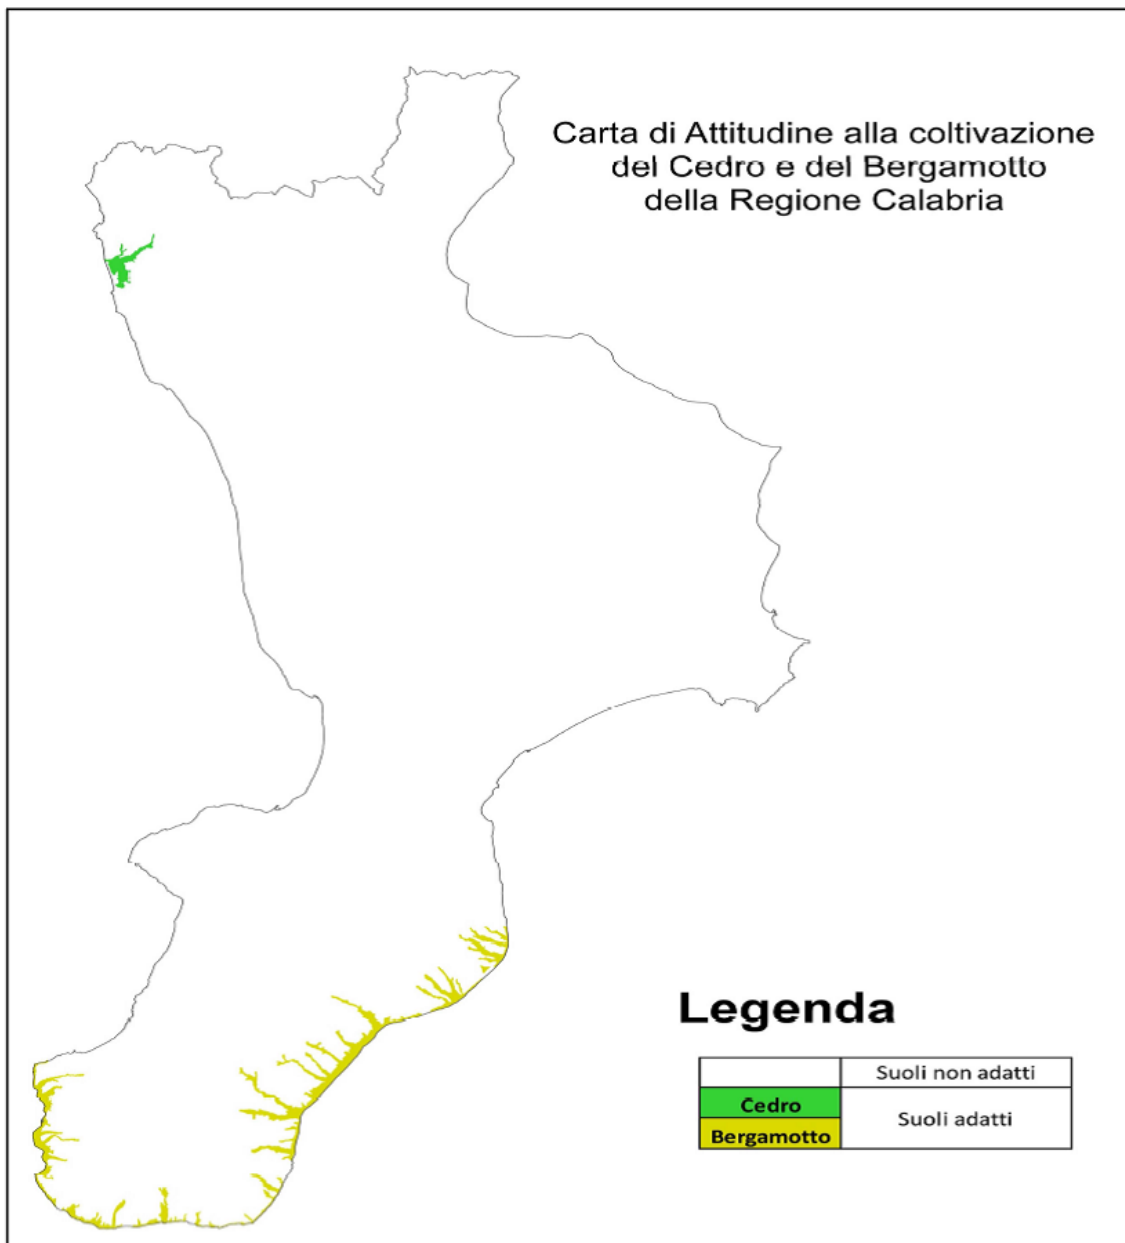 Carta di Attitudine alla coltivazione
del Cedro e del Bergamotto
della Regione Calabria
Legenda
Suoli non adatti
Cedro
Suoli adatti
Bergamotto